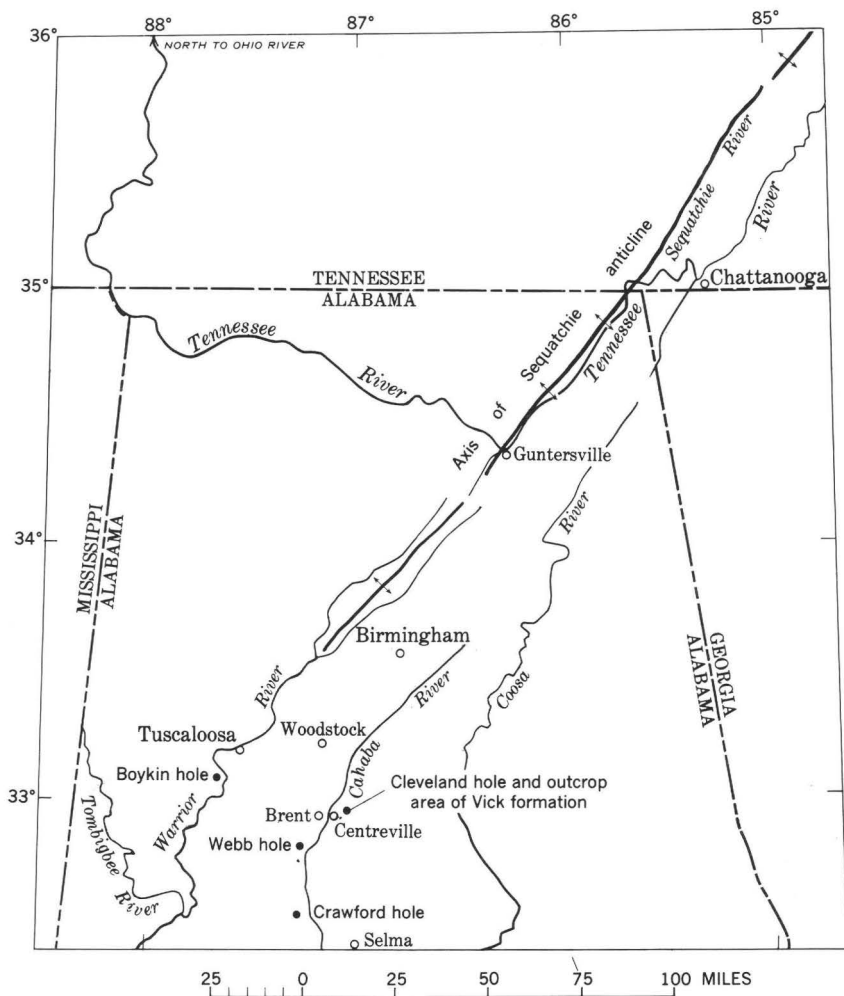 88°
87°
86°
85°
36°
NORTH TO OHIO RIVER
River
Sequatchie
River
anticline
35°
TENNESSEE
ALABAMA
Chattanooga
Tennessee
River
Sequatchie
Tennessee
of
Axis
Guntersville
River
34°
MISSISSIPPI
ALABAMA
GEORGIA
ALABAMA
Birmingham
River
River
Coosa
Tuscaloosa
Woodstock
Boykin hole
Cahaba
Cleveland hole and outcrop
area of Vick formation
33°
Warrior
Brent
Centreville
Webb hole
Tombigbee
River
Crawford hole
Selma
25 0 25 50 75 100 MILES